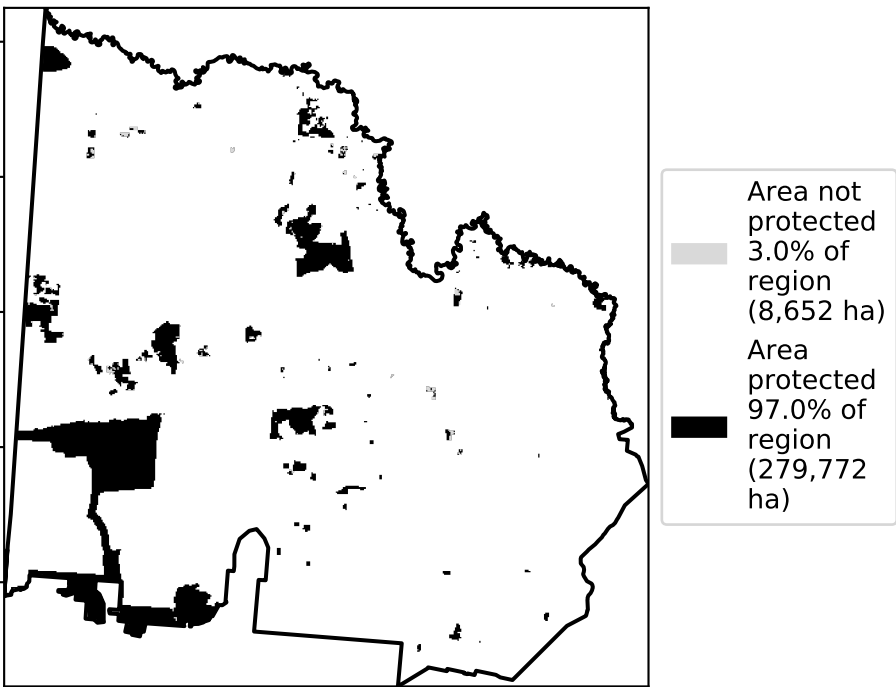 Area not
protected
3.0% of
region
(8,652 ha)
Area
protected
97.0% of
region
(279,772
ha)